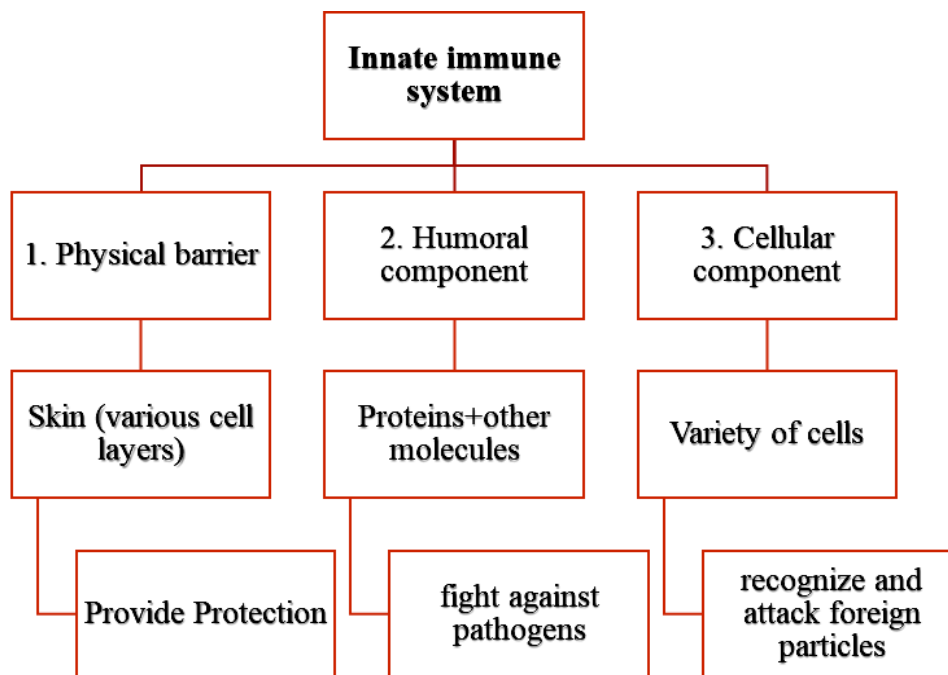 Innate immune
system
1. Physical barrier
2. Humoral
component
3. Cellular
component
Skin (various cell
layers)
Proteins+other
molecules
Variety of cells
Provide Protection
fight against
pathogens
recognize and
attack foreign
particles